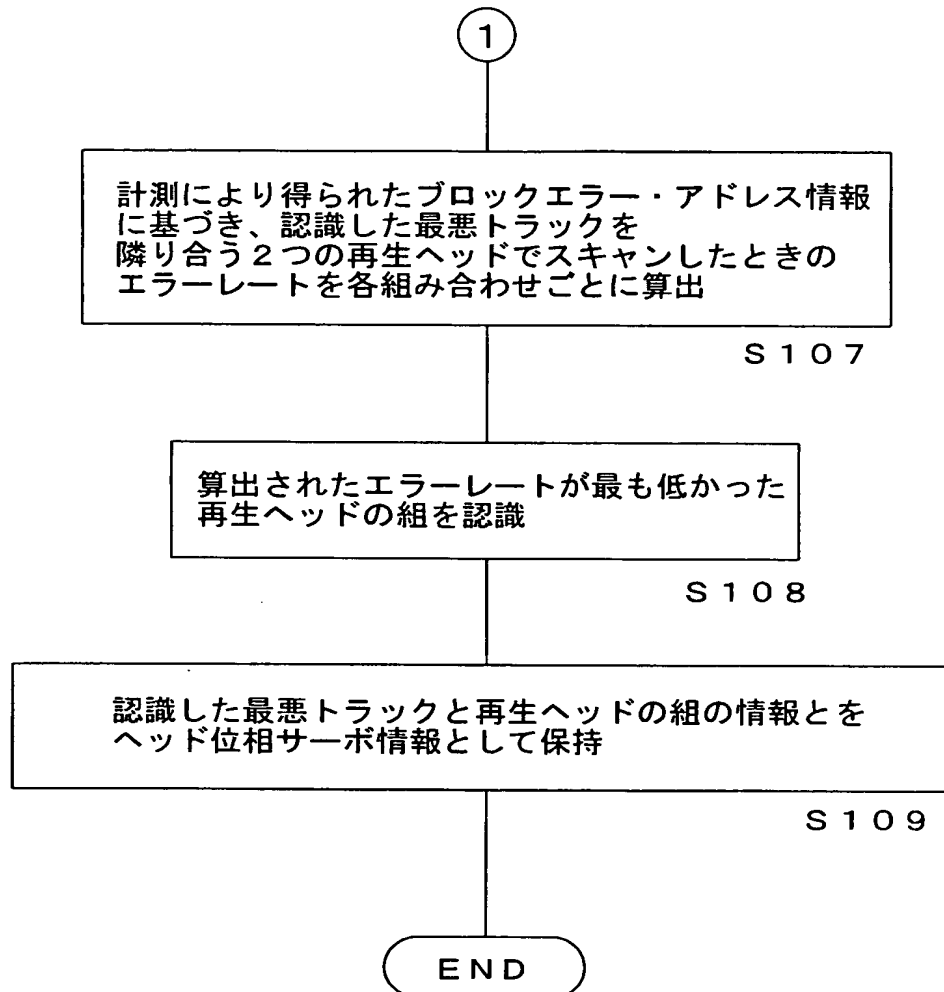 1
計測により得られたブロックエラー・アドレス情報
に基づき、認識した最悪トラックを
隣り合う２つの再生ヘッドでスキャンしたときの
エラーレートを各組み合わせごとに算出
Ｓ１０７
算出されたエラーレートが最も低かった
再生ヘッドの組を認識
Ｓ１０８
認識した最悪トラックと再生ヘッドの組の情報とを
ヘッド位相サーボ情報として保持
Ｓ１０９
ＥＮＤ